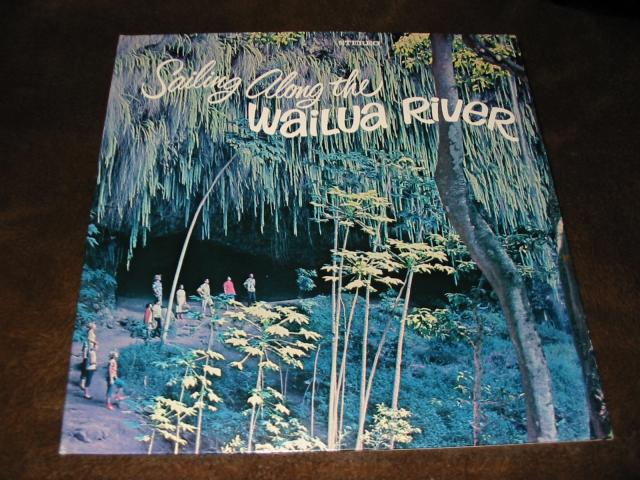 STEREO
Sailing Along the
WAILUA RIVER